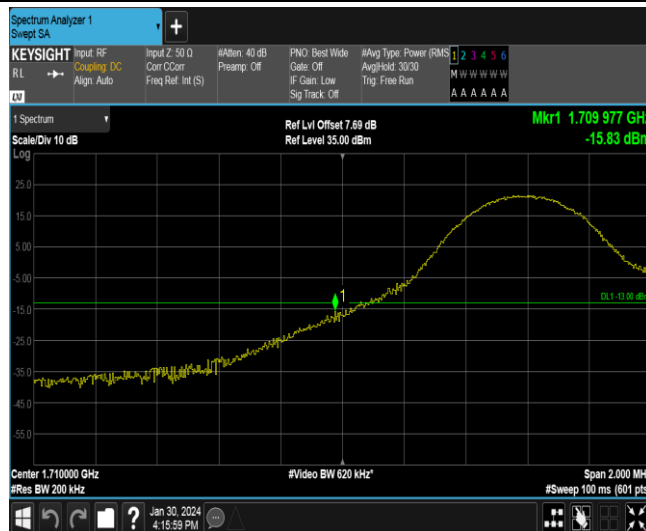 Spectrum Analyzer 1
Swept SA
KEYSIGHT
RL
Input: RF
Coupling: DC
Align: Auto
Input Z: 50 Ω
Corr CCorr
Freq Ref: Int (S)
#Atten: 40 dB
Preamp: Off
PNO: Best Wide
Gate: Off
IF Gain: Low
Sig Track: Off
#Avg Type: Power (RMS
Avg|Hold: 30/30
Trig: Free Run
1 2 3 4 5 6
M W W W W W
A A A A A A
1 Spectrum
Scale/Div 10 dB
Log
Ref Lvl Offset 7.69 dB
Ref Level 35.00 dBm
Mkr1 1.709 977 GHz
-15.83 dBm
25.0
15.0
5.00
-5.00
-15.0
-25.0
-35.0
-45.0
-55.0
1
DL1 -13.00 dBm
Center 1.710000 GHz
#Res BW 200 kHz
#Video BW 620 kHz*
Span 2.000 MH
#Sweep 100 ms (601 pts
?
Jan 30, 2024
4:15:59 PM